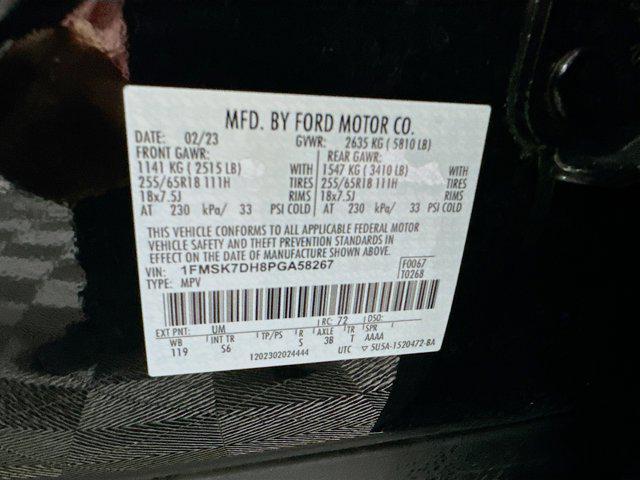 MFD. BY FORD MOTOR CO.
DATE: 02/23 GVWR: 2635 KG ( 5810 LB)
FRONT GAWR: REAR GAWR:
1141 KG ( 2515 LB) WITH 1547 KG ( 3410 LB) WITH
255/65R18 111H TIRES 255/65R18 111H TIRES
18x7.5J RIMS 18x7.5J RIMS
AT 230 kPa/ 33 PSI COLD AT 230 kPa/ 33 PSI COLD
THIS VEHICLE CONFORMS TO ALL APPLICABLE FEDERAL MOTOR
VEHICLE SAFETY AND THEFT PREVENTION STANDARDS IN
EFFECT ON THE DATE OF MANUFACTURE SHOWN ABOVE.
VIN: 1FMSK7DH8PGA58267 F0067
TYPE: MPV T0268
EXT PNT: UM RC: 72 DSO:
WB INT TR TP/PS R AXLE TR SPR
119 S6 S 3B T AAAA
1202302024444 UTC ▽ 5U5A-1520472-BA